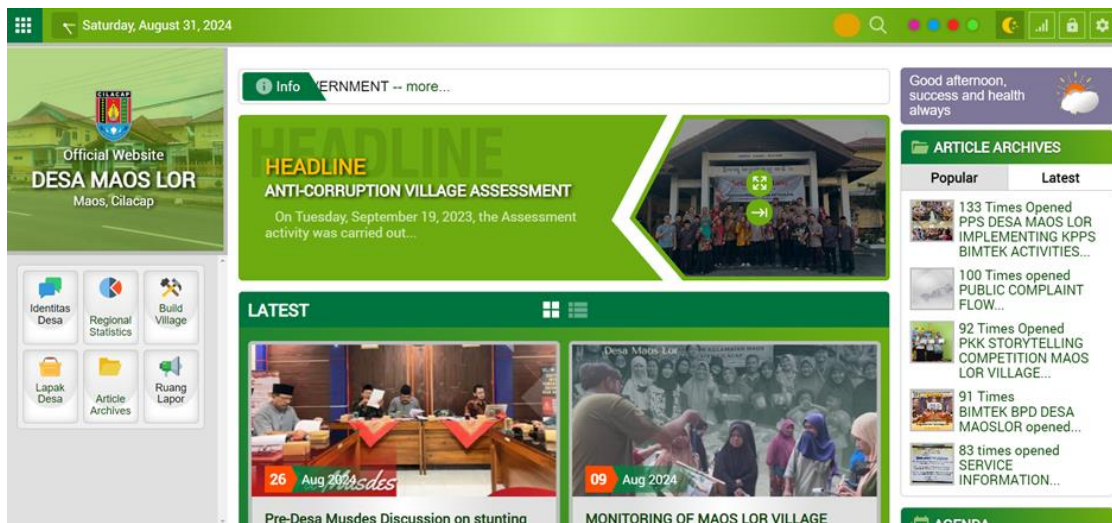 Saturday, August 31, 2024
CILACAP
Official Website
DESA MAOS LOR
Maos, Cilacap
Identitas
Desa
Regional
Statistics
Build
Village
Lapak
Desa
Article
Archives
Ruang
Lapor
Info
ERNMENT -- more...
HEADLINE
HEADLINE
ANTI-CORRUPTION VILLAGE ASSESSMENT
On Tuesday, September 19, 2023, the Assessment
activity was carried out...
LATEST
Musdes
26 Aug 2024
Pre-Desa Musdes Discussion on stunting
Desa Maos Lor
09 Aug 2024
MONITORING OF MAOS LOR VILLAGE
Good afternoon,
success and health
always
ARTICLE ARCHIVES
Popular Latest
133 Times Opened
PPS DESA MAOS LOR
IMPLEMENTING KPPS
BIMTEK ACTIVITIES...
100 Times opened
PUBLIC COMPLAINT
FLOW...
92 Times Opened
PKK STORYTELLING
COMPETITION MAOS
LOR VILLAGE...
91 Times
BIMTEK BPD DESA
MAOSLOR opened...
83 times opened
SERVICE
INFORMATION...
AGENDA